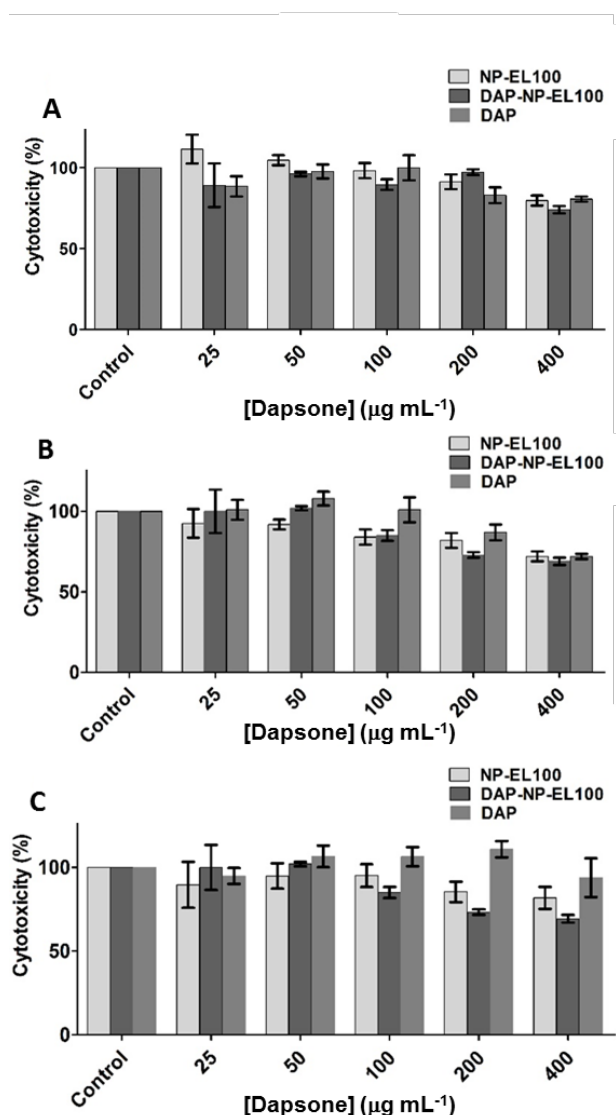 A
NP-EL100
DAP-NP-EL100
DAP
Cytotoxicity (%)
100
50
0
Control
25
50
100
200
400
[Dapsone] (µg mL⁻¹)
B
NP-EL100
DAP-NP-EL100
DAP
Cytotoxicity (%)
100
50
0
Control
25
50
100
200
400
[Dapsone] (µg mL⁻¹)
C
NP-EL100
DAP-NP-EL100
DAP
Cytotoxicity (%)
100
50
0
Control
25
50
100
200
400
[Dapsone] (µg mL⁻¹)